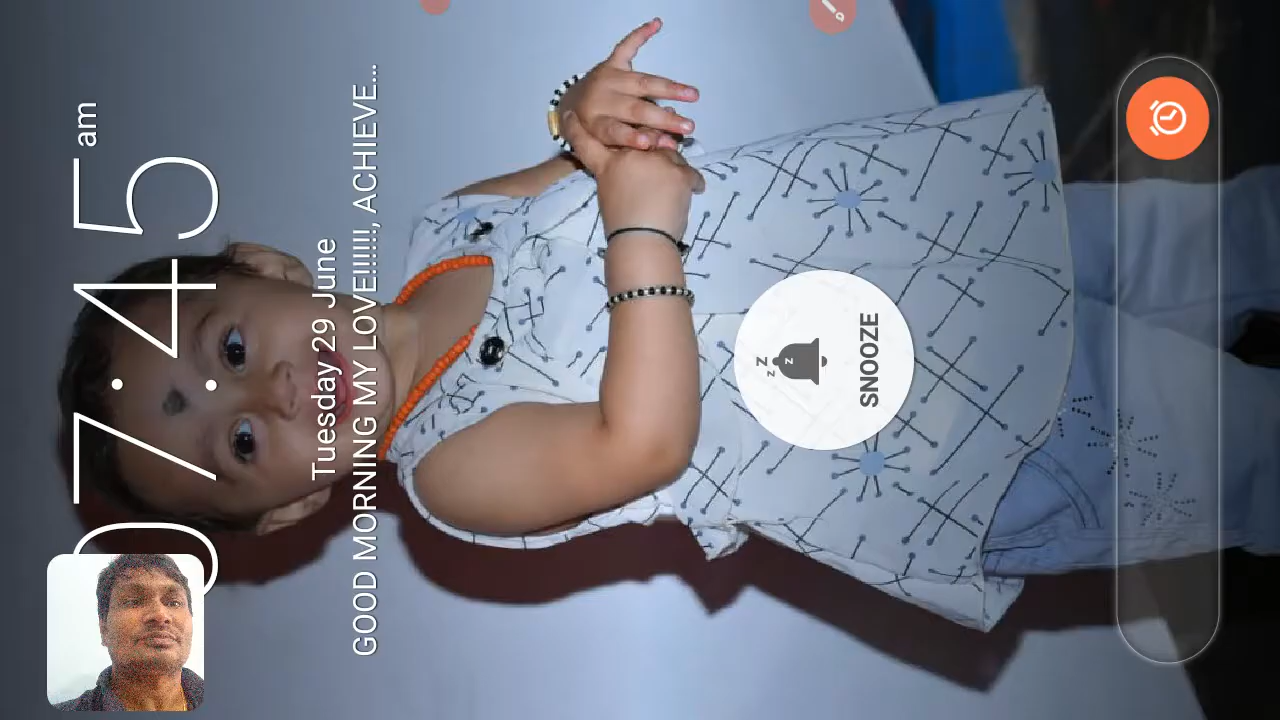 07:45 am
Tuesday 29 June
GOOD MORNING MY LOVE!!!!!!, ACHIEVE...
z z z
SNOOZE